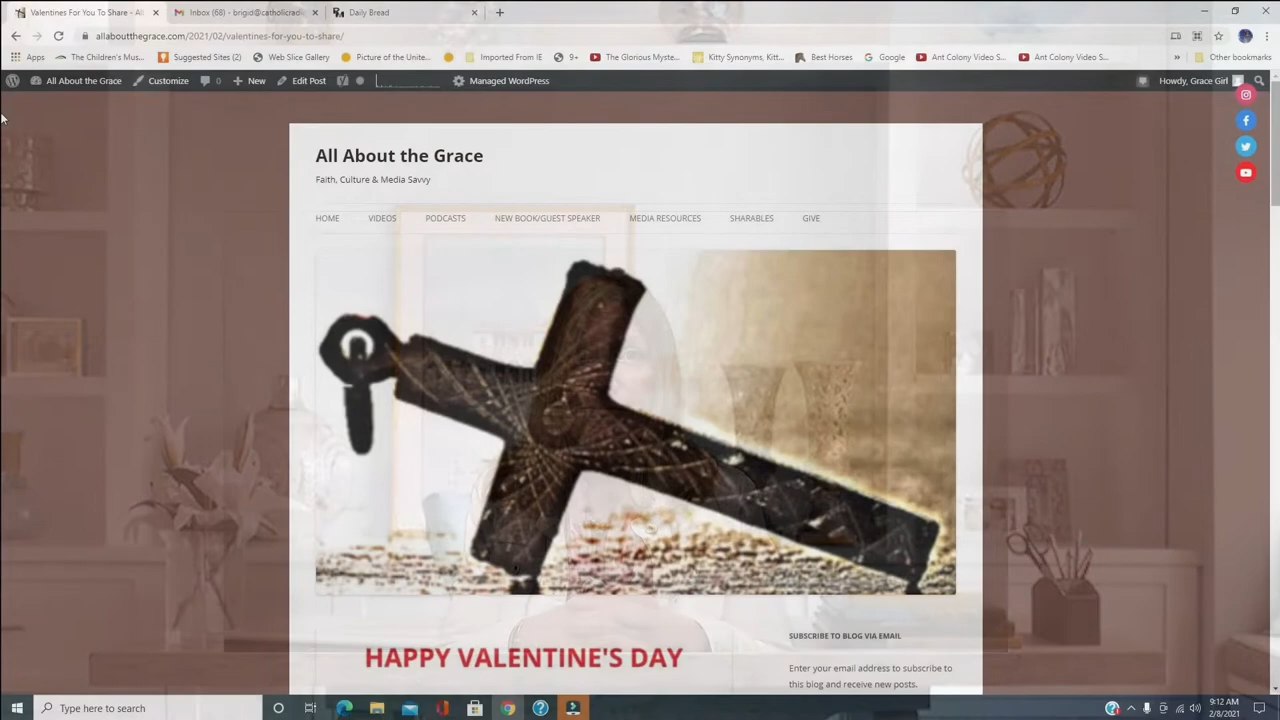 Valentines For You To Share - All
Inbox (68) - brigid@catholicradi
Daily Bread
allaboutthegrace.com/2021/02/valentines-for-you-to-share/
Apps
The Children's Mus...
Suggested Sites (2)
Web Slice Gallery
Picture of the Unite...
Imported From IE
9+
The Glorious Myste...
Kitty Synonyms, Kitt...
Best Horses
Google
Ant Colony Video S...
Ant Colony Video S...
Other bookmarks
All About the Grace
Customize
0
New
Edit Post
Managed WordPress
Howdy, Grace Girl
All About the Grace
Faith, Culture & Media Savvy
HOME VIDEOS PODCASTS NEW BOOK/GUEST SPEAKER MEDIA RESOURCES SHARABLES GIVE
HAPPY VALENTINE'S DAY
SUBSCRIBE TO BLOG VIA EMAIL
Enter your email address to subscribe to
this blog and receive new posts.
Type here to search
9:12 AM
2/8/2021